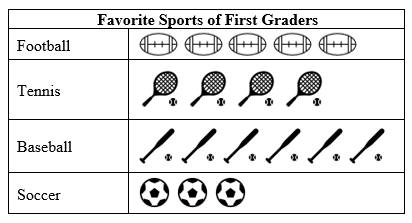 Favorite Sports of First Graders
Football
Tennis
Baseball
Soccer